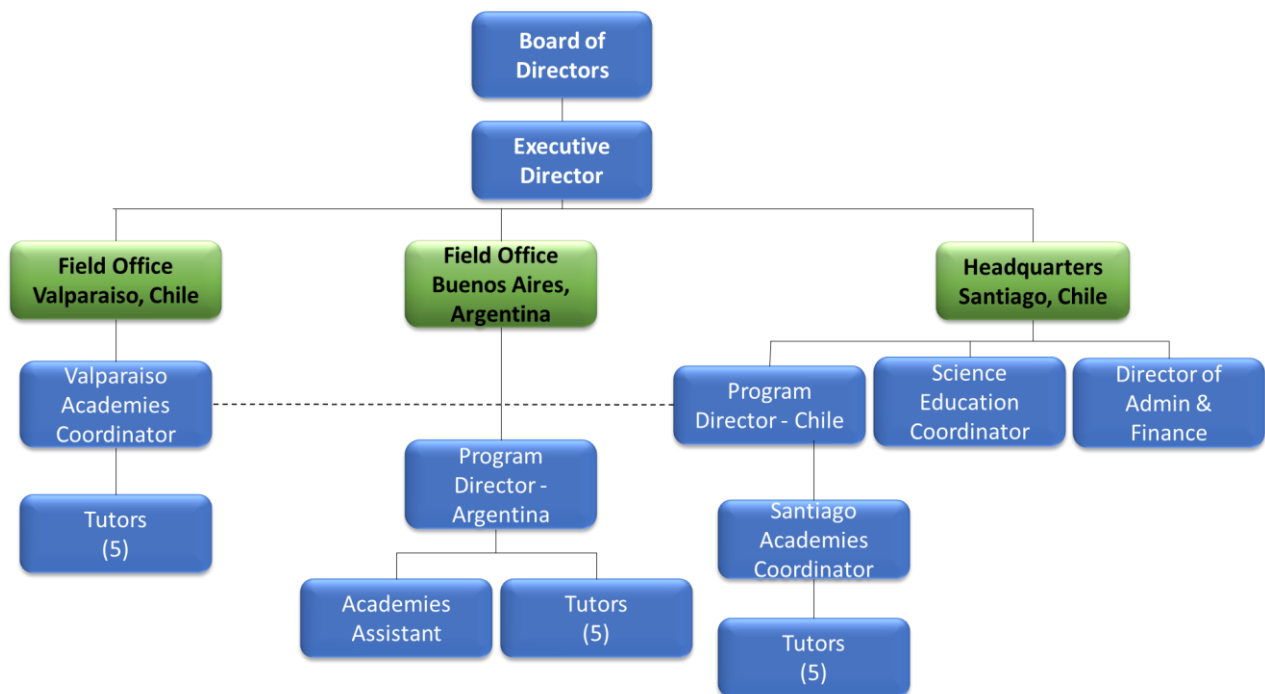 Board of
Directors
Executive
Director
Field Office
Valparaiso, Chile
Field Office
Buenos Aires,
Argentina
Headquarters
Santiago, Chile
Valparaiso
Academies
Coordinator
Program
Director - Chile
Science
Education
Coordinator
Director of
Admin &
Finance
Program
Director -
Argentina
Tutors
(5)
Santiago
Academies
Coordinator
Academies
Assistant
Tutors
(5)
Tutors
(5)